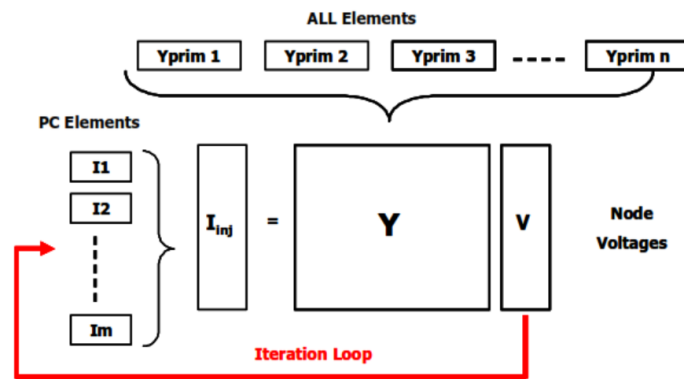 ALL Elements
Yprim 1 Yprim 2 Yprim 3 Yprim n
PC Elements
I1
I2
Im
Iinj = Y V
Node
Voltages
Iteration Loop